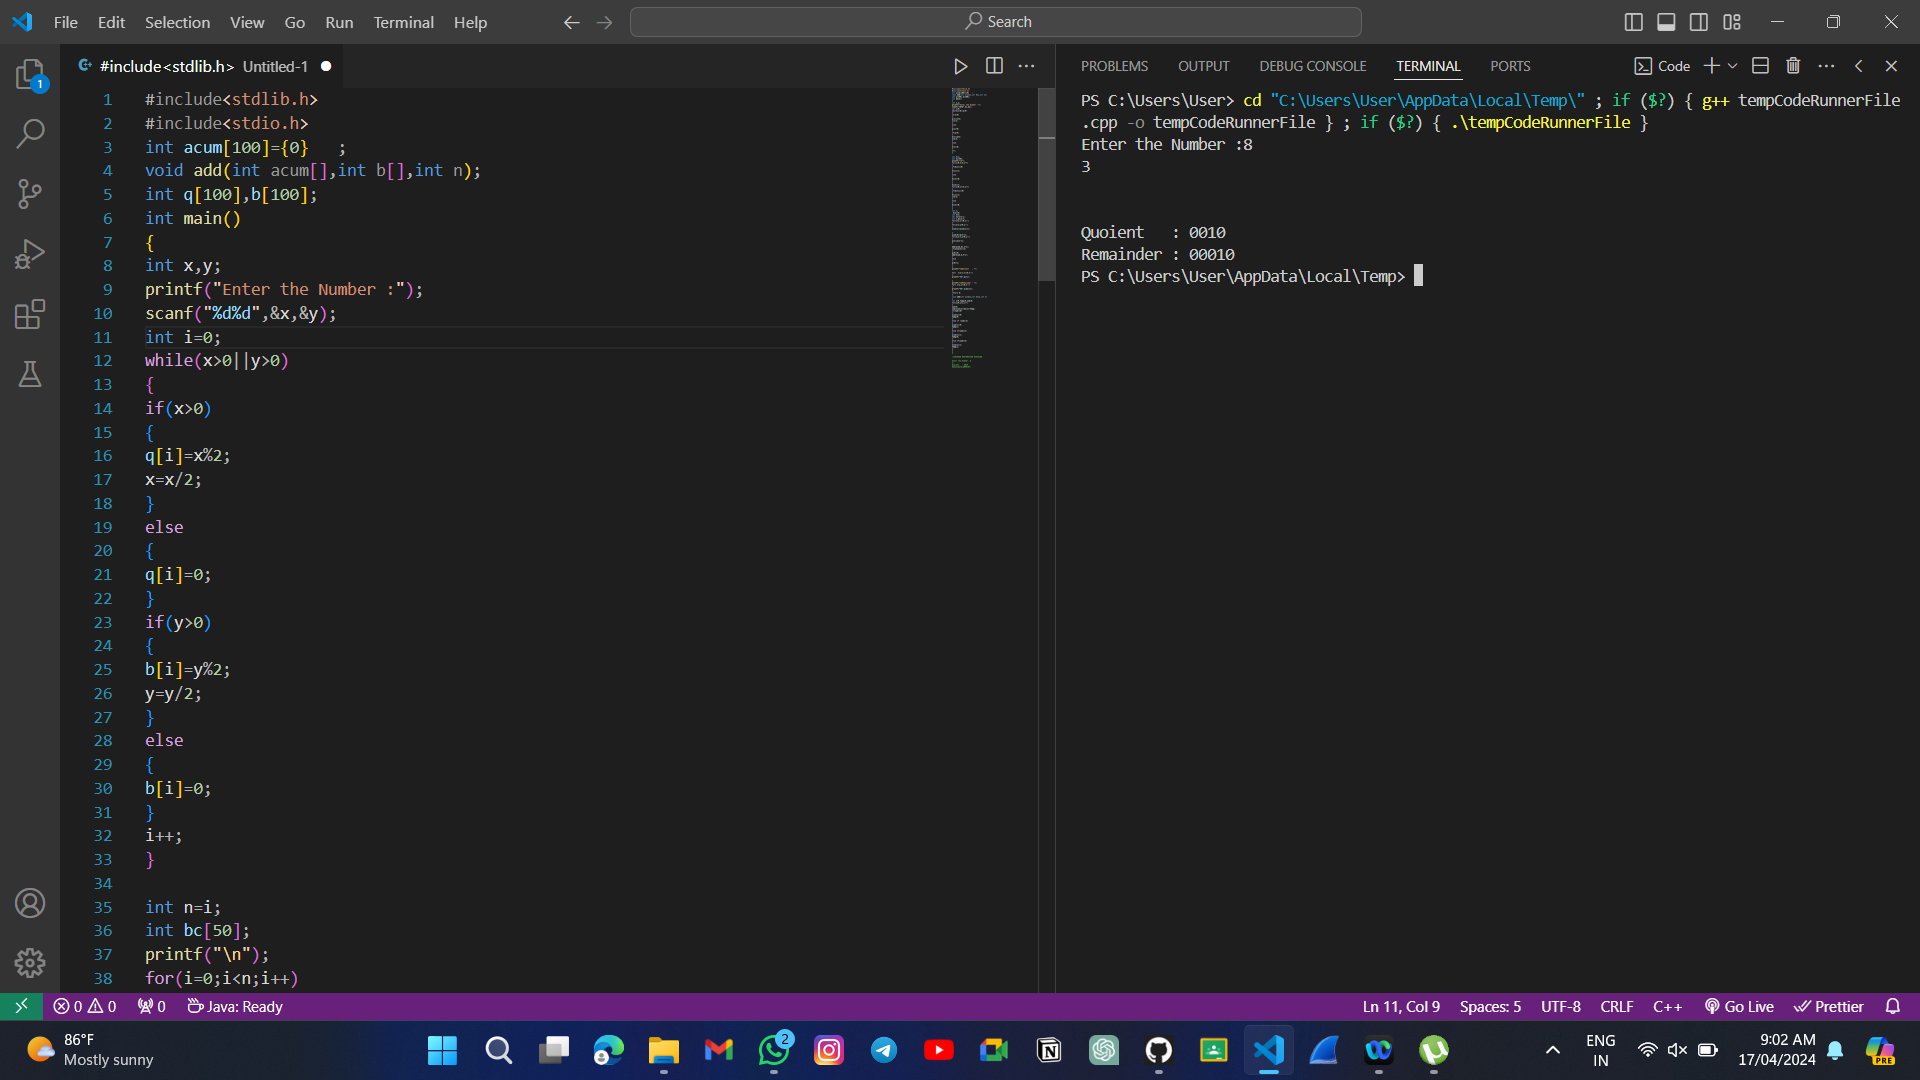 File Edit Selection View Go Run Terminal Help
Search
#include<stdlib.h> Untitled-1
PROBLEMS OUTPUT DEBUG CONSOLE TERMINAL PORTS
Code
1 #include<stdlib.h>
2 #include<stdio.h>
3 int acum[100]={0}   ;
4 void add(int acum[],int b[],int n);
5 int q[100],b[100];
6 int main()
7 {
8 int x,y;
9 printf("Enter the Number :");
10 scanf("%d%d",&x,&y);
11 int i=0;
12 while(x>0||y>0)
13 {
14 if(x>0)
15 {
16 q[i]=x%2;
17 x=x/2;
18 }
19 else
20 {
21 q[i]=0;
22 }
23 if(y>0)
24 {
25 b[i]=y%2;
26 y=y/2;
27 }
28 else
29 {
30 b[i]=0;
31 }
32 i++;
33 }
34
35 int n=i;
36 int bc[50];
37 printf("\n");
38 for(i=0;i<n;i++)
PS C:\Users\User> cd "C:\Users\User\AppData\Local\Temp\" ; if ($?) { g++ tempCodeRunnerFile
.cpp -o tempCodeRunnerFile } ; if ($?) { .\tempCodeRunnerFile }
Enter the Number :8
3
Quoient   : 0010
Remainder : 00010
PS C:\Users\User\AppData\Local\Temp>
1
0 0 0 Java: Ready
Ln 11, Col 9 Spaces: 5 UTF-8 CRLF C++ Go Live Prettier
86°F
Mostly sunny
2
ENG
IN
9:02 AM
17/04/2024
PRE